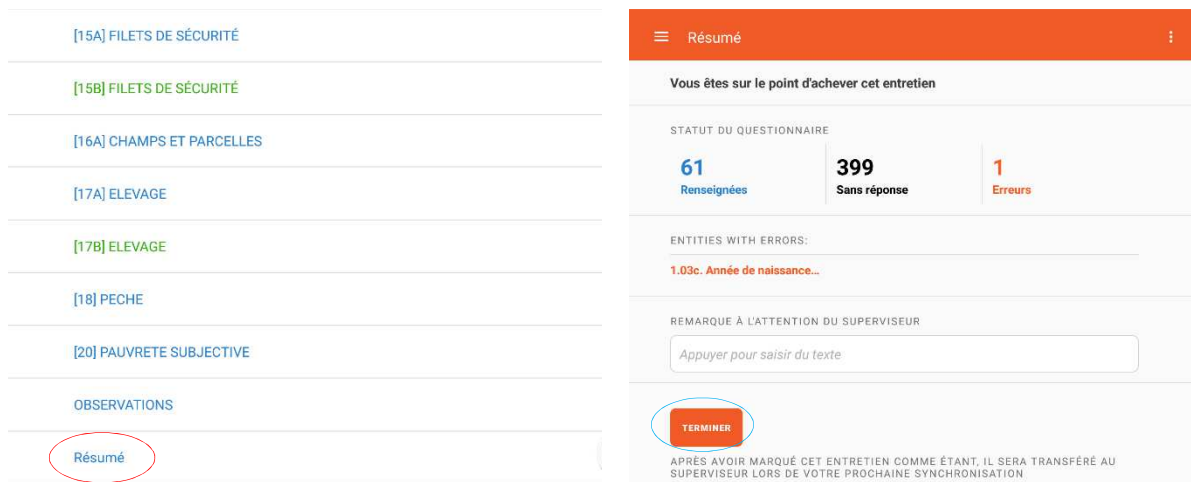 [15A] FILETS DE SÉCURITÉ
[15B] FILETS DE SÉCURITÉ
[16A] CHAMPS ET PARCELLES
[17A] ELEVAGE
[17B] ELEVAGE
[18] PECHE
[20] PAUVRETE SUBJECTIVE
OBSERVATIONS
Résumé
Résumé
Vous êtes sur le point d'achever cet entretien
STATUT DU QUESTIONNAIRE
61 399 1
Renseignées Sans réponse Erreurs
ENTITIES WITH ERRORS:
1.03c. Année de naissance...
REMARQUE À L'ATTENTION DU SUPERVISEUR
Appuyer pour saisir du texte
TERMINER
APRÈS AVOIR MARQUÉ CET ENTRETIEN COMME ÉTANT, IL SERA TRANSFÉRÉ AU
SUPERVISEUR LORS DE VOTRE PROCHAINE SYNCHRONISATION